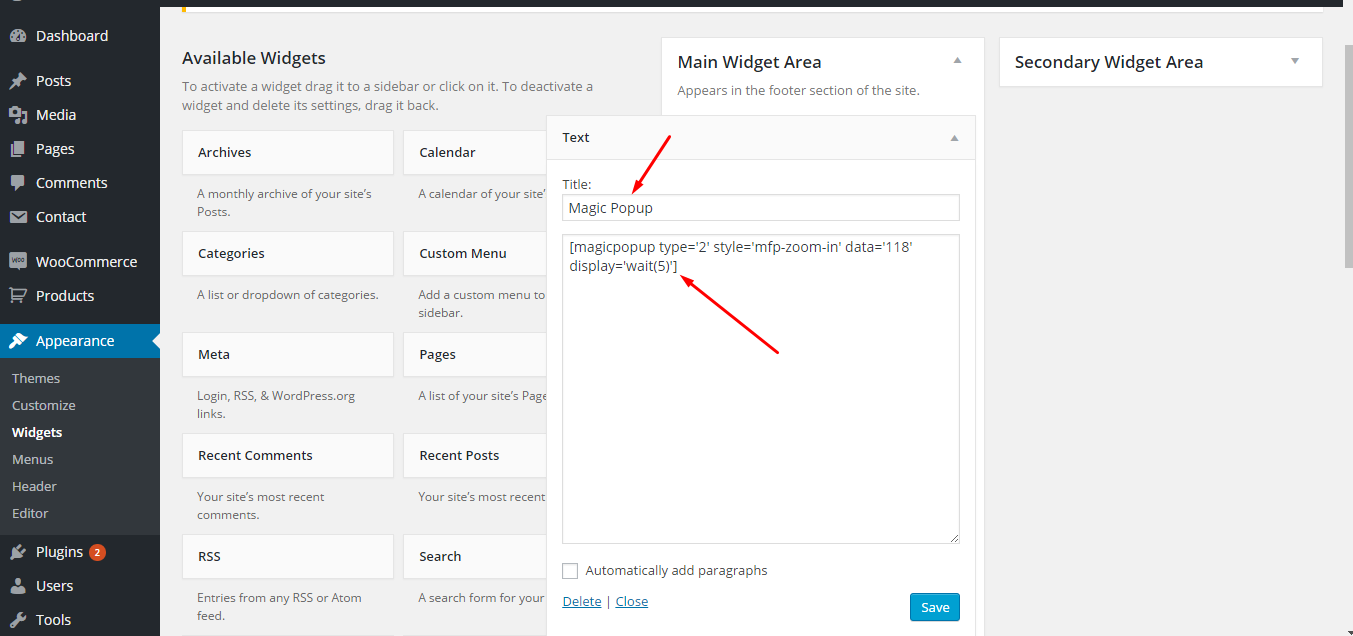 Dashboard
Posts
Media
Pages
Comments
Contact
WOO
WooCommerce
Products
Appearance
Themes
Customize
Widgets
Menus
Header
Editor
Plugins 2
Users
Tools
Available Widgets
To activate a widget drag it to a sidebar or click on it. To deactivate a
widget and delete its settings, drag it back.
Archives
A monthly archive of your site's
Posts.
Calendar
A calendar of your site'
Categories
A list or dropdown of categories.
Custom Menu
Add a custom menu to
sidebar.
Meta
Login, RSS, & WordPress.org
links.
Pages
A list of your site's Page
Recent Comments
Your site's most recent
comments.
Recent Posts
Your site's most recent
RSS
Entries from any RSS or Atom
feed.
Search
A search form for your
Main Widget Area
Appears in the footer section of the site.
Text
Title:
Magic Popup
[magicpopup type='2' style='mfp-zoom-in' data='118'
display='wait(5)']
Automatically add paragraphs
Delete | Close
Save
Secondary Widget Area